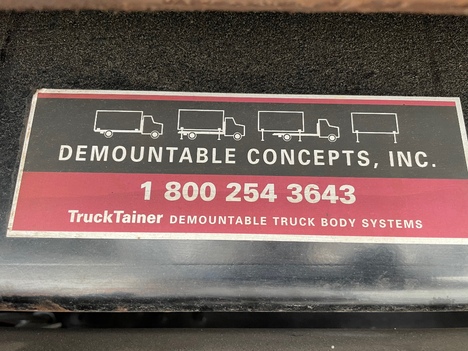 DEMOUNTABLE CONCEPTS, INC.
1 800 254 3643
TruckTainer DEMOUNTABLE TRUCK BODY SYSTEMS